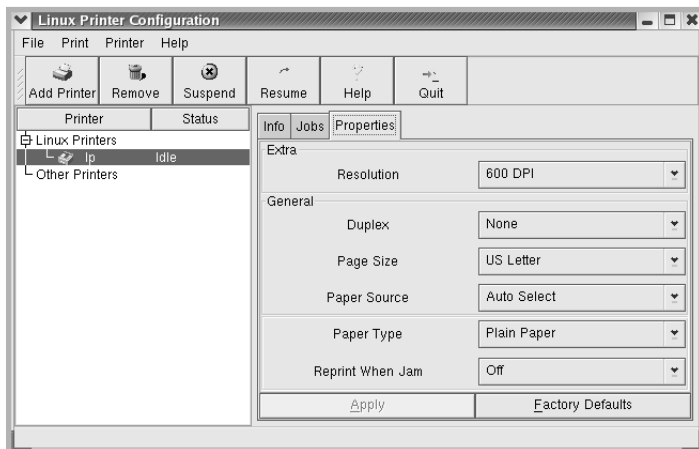 Linux Printer Configuration
File Print Printer Help
Add Printer Remove Suspend Resume Help Quit
Printer Status
Linux Printers
lp Idle
Other Printers
Info Jobs Properties
Extra
Resolution 600 DPI
General
Duplex None
Page Size US Letter
Paper Source Auto Select
Paper Type Plain Paper
Reprint When Jam Off
Apply Factory Defaults